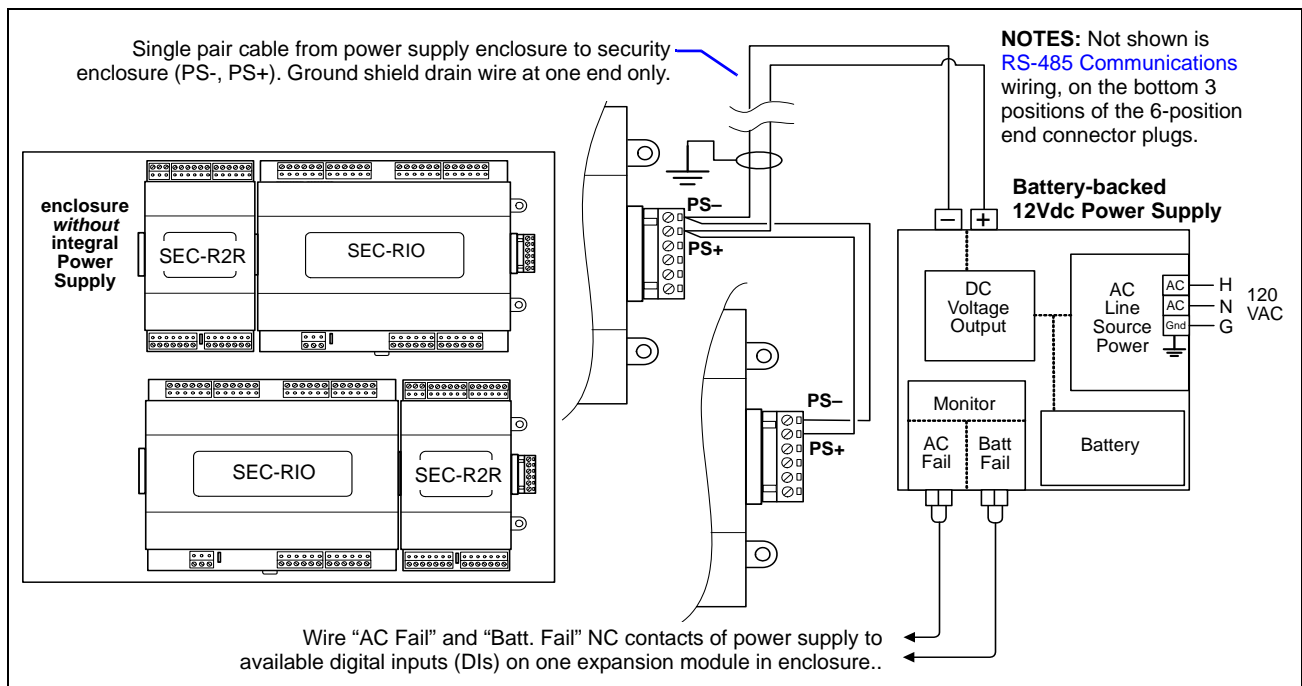 Single pair cable from power supply enclosure to security
enclosure (PS-, PS+). Ground shield drain wire at one end only.
NOTES: Not shown is
RS-485 Communications
wiring, on the bottom 3
positions of the 6-position
end connector plugs.
enclosure
without
integral
Power
Supply
SEC-R2R
SEC-RIO
SEC-RIO
SEC-R2R
PS–
PS+
PS–
PS+
Battery-backed
12Vdc Power Supply
–
+
DC
Voltage
Output
AC
Line
Source
Power
AC
AC
Gnd
H
N
G
120
VAC
Monitor
AC
Fail
Batt
Fail
Battery
Wire “AC Fail” and “Batt. Fail” NC contacts of power supply to
available digital inputs (DIs) on one expansion module in enclosure..